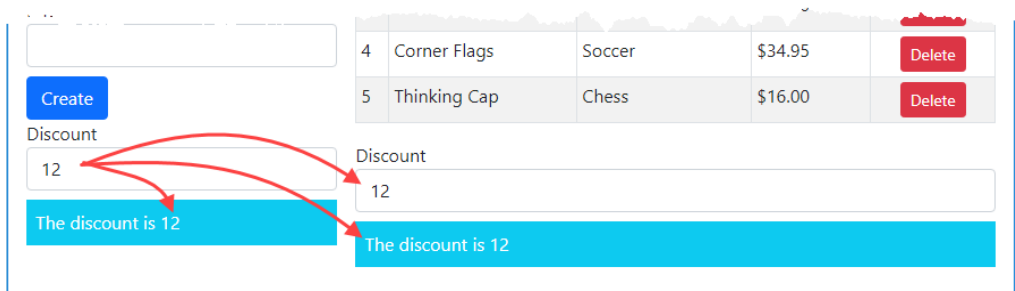 4 Corner Flags Soccer $34.95 Delete
Create
5 Thinking Cap Chess $16.00 Delete
Discount
12
The discount is 12
Discount
12
The discount is 12